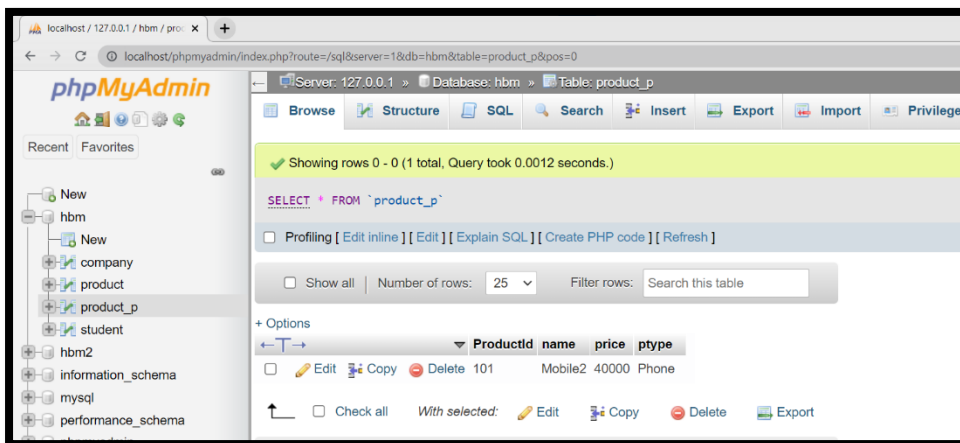 localhost / 127.0.0.1 / hbm / proc
localhost/phpmyadmin/index.php?route=/sql&server=1&db=hbm&table=product_p&pos=0
phpMyAdmin
Recent Favorites
New
hbm
New
company
product
product_p
student
hbm2
information_schema
mysql
performance_schema
Server: 127.0.0.1 » Database: hbm » Table: product_p
Browse Structure SQL Search Insert Export Import Privilege
Showing rows 0 - 0 (1 total, Query took 0.0012 seconds.)
SELECT * FROM `product_p`
Profiling [ Edit inline ] [ Edit ] [ Explain SQL ] [ Create PHP code ] [ Refresh ]
Show all Number of rows: 25 Filter rows: Search this table
+ Options
ProductId name price ptype
Edit Copy Delete 101 Mobile2 40000 Phone
Check all With selected: Edit Copy Delete Export